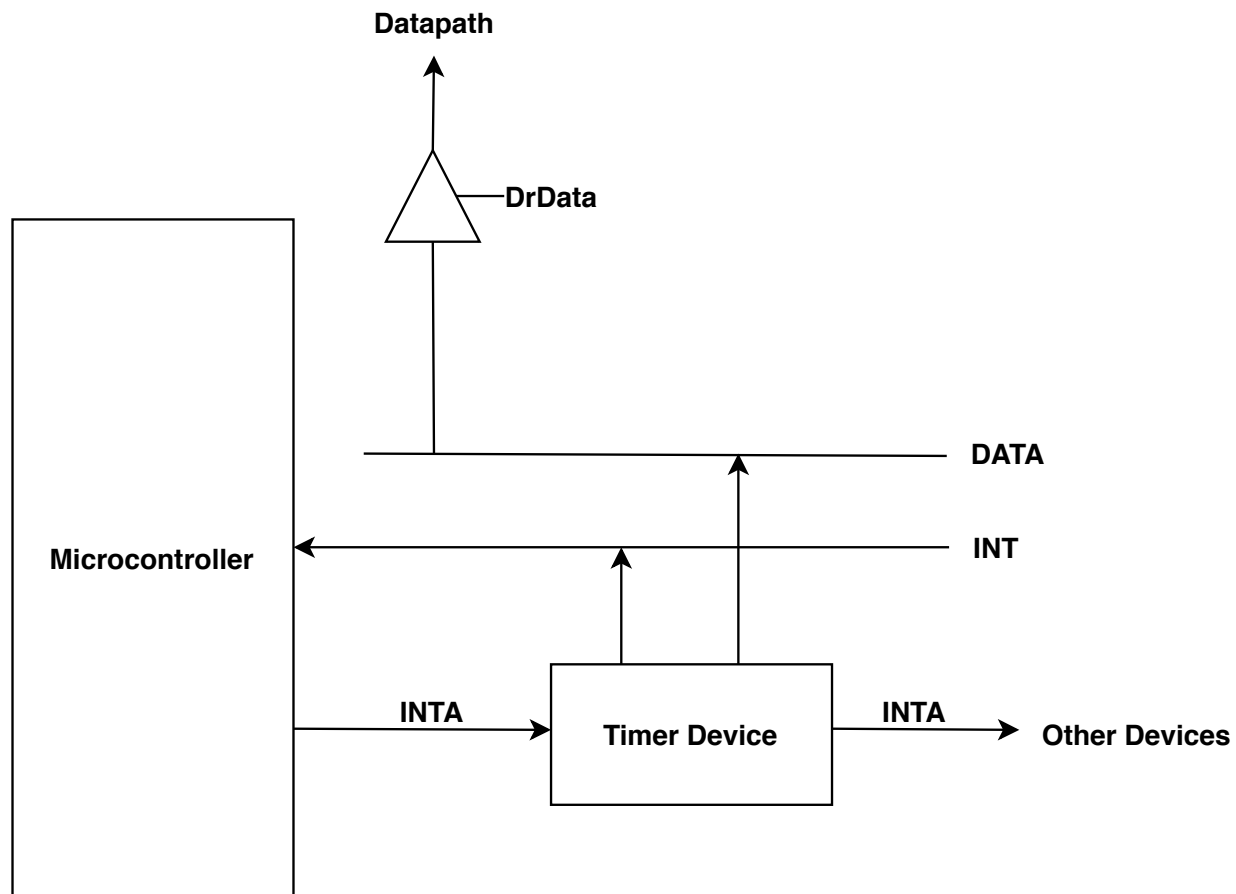 Datapath
DrData
DATA
Microcontroller
INT
INTA
INTA
Timer Device
Other Devices